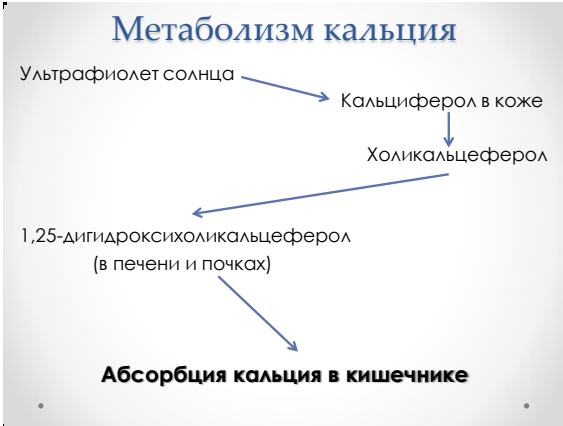 Метаболизм кальция
Ультрафиолет солнца
Кальциферол в коже
Холикальцеферол
1,25-дигидроксихоликальцеферол
(в печени и почках)
Абсорбция кальция в кишечнике